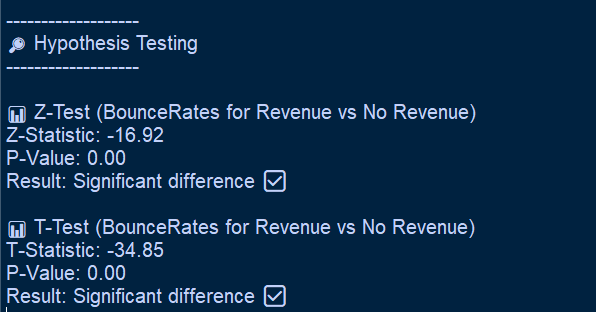 -------------------
🔎 Hypothesis Testing
-------------------
📊 Z-Test (BounceRates for Revenue vs No Revenue)
Z-Statistic: -16.92
P-Value: 0.00
Result: Significant difference ☑
📊 T-Test (BounceRates for Revenue vs No Revenue)
T-Statistic: -34.85
P-Value: 0.00
Result: Significant difference ☑